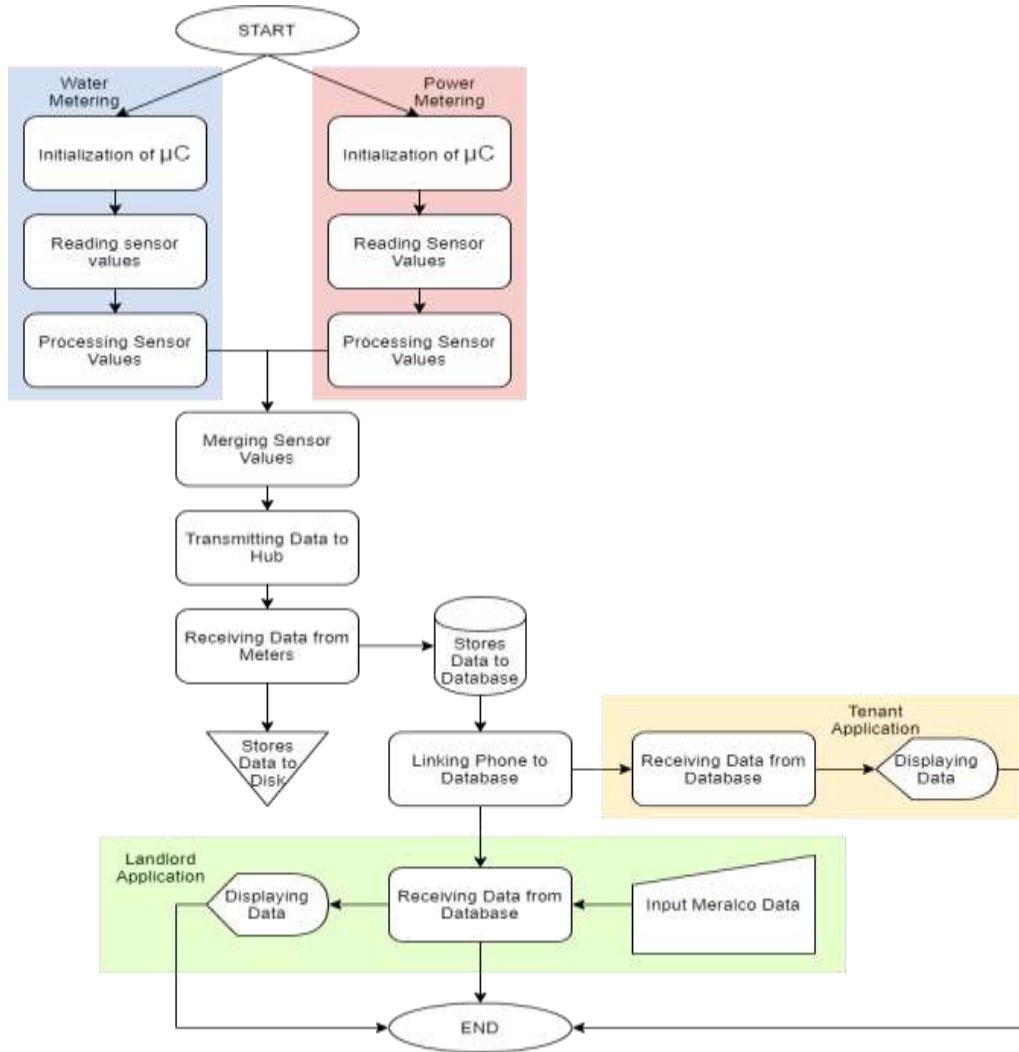 START
Water
Metering
Initialization of µC
Reading sensor
values
Processing Sensor
Values
Power
Metering
Initialization of µC
Reading Sensor
Values
Processing Sensor
Values
Merging Sensor
Values
Transmitting Data to
Hub
Receiving Data from
Meters
Stores
Data to
Database
Stores
Data to
Disk
Linking Phone to
Database
Tenant
Application
Receiving Data from
Database
Displaying
Data
Landlord
Application
Displaying
Data
Receiving Data from
Database
Input Meralco Data
END